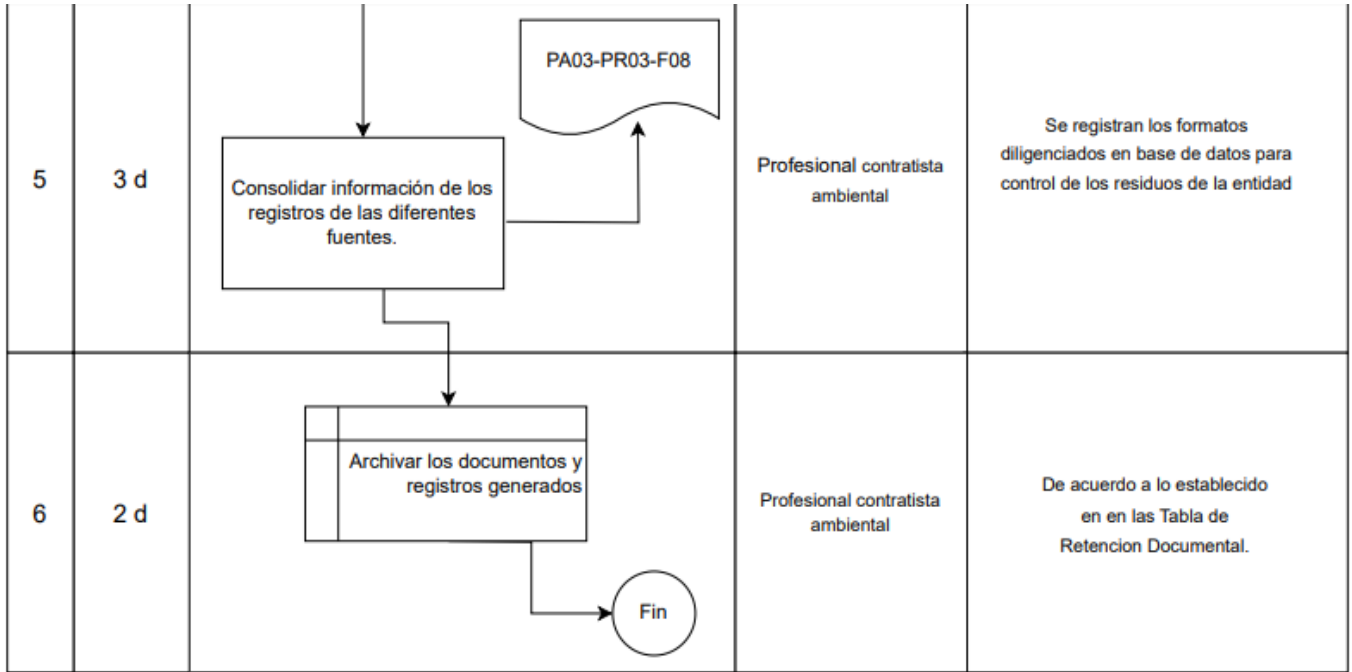 5
3 d
PA03-PR03-F08
Consolidar información de los
registros de las diferentes
fuentes.
Profesional contratista
ambiental
Se registran los formatos
diligenciados en base de datos para
control de los residuos de la entidad
6
2 d
Archivar los documentos y
registros generados
Fin
Profesional contratista
ambiental
De acuerdo a lo establecido
en en las Tabla de
Retencion Documental.